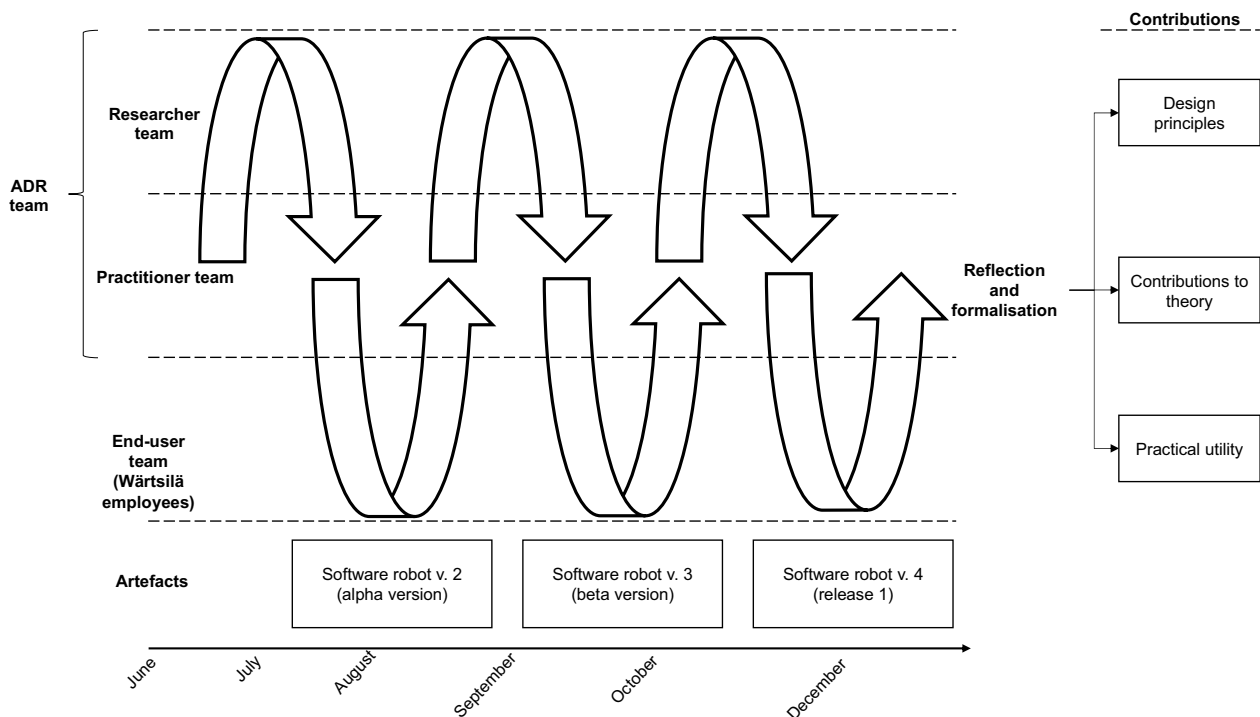 Contributions
Researcher
team
Design
principles
ADR
team
Practitioner team
Reflection
and
formalisation
Contributions to
theory
End-user
team
(Wärtsilä
employees)
Practical utility
Artefacts
Software robot v. 2
(alpha version)
Software robot v. 3
(beta version)
Software robot v. 4
(release 1)
June
July
August
September
October
December